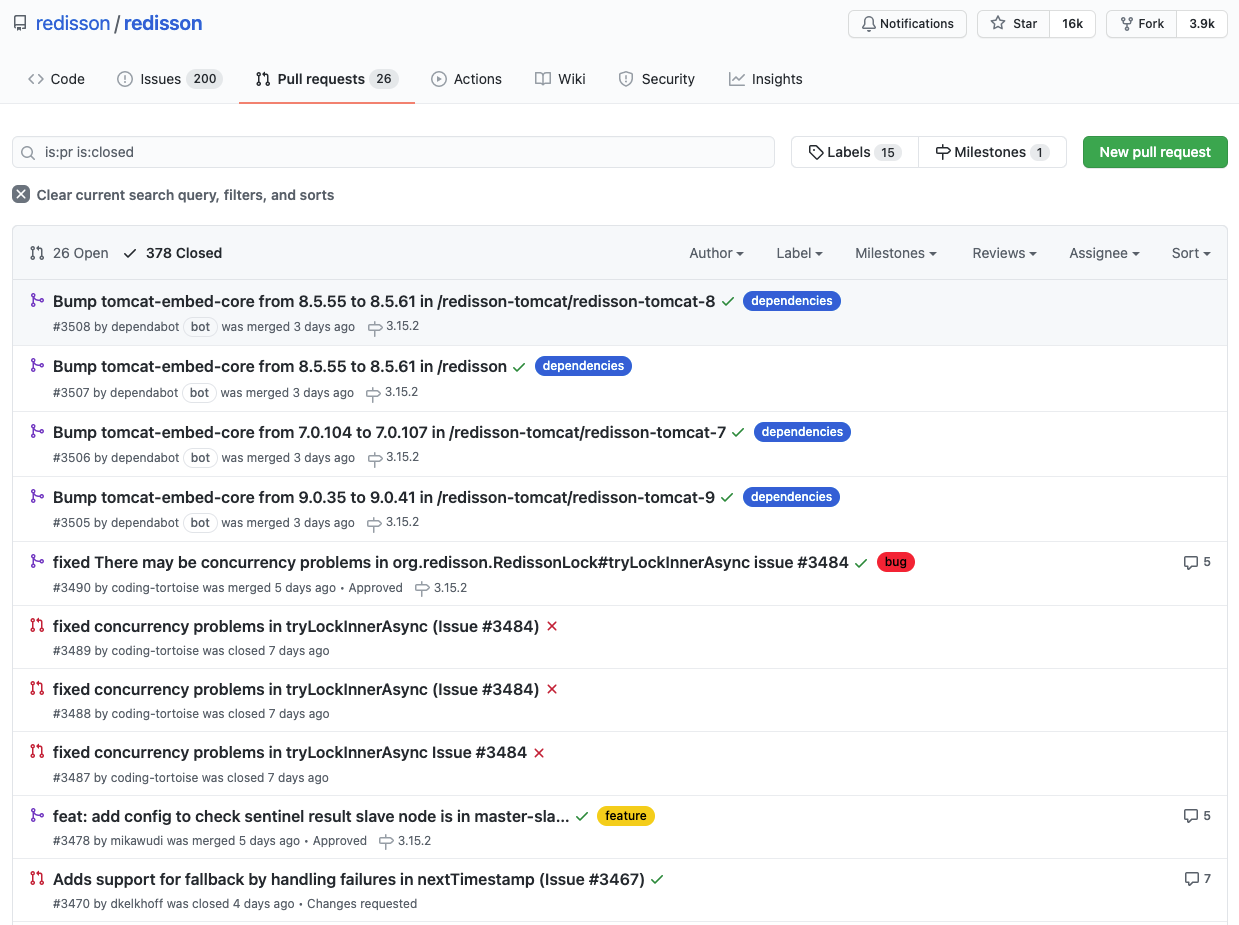 redisson / redisson
Notifications
Star 16k
Fork 3.9k
Code
Issues 200
Pull requests 26
Actions
Wiki
Security
Insights
is:pr is:closed
Labels 15
Milestones 1
New pull request
Clear current search query, filters, and sorts
26 Open
378 Closed
Author
Label
Milestones
Reviews
Assignee
Sort
Bump tomcat-embed-core from 8.5.55 to 8.5.61 in /redisson-tomcat/redisson-tomcat-8 dependencies
#3508 by dependabot bot was merged 3 days ago 3.15.2
Bump tomcat-embed-core from 8.5.55 to 8.5.61 in /redisson dependencies
#3507 by dependabot bot was merged 3 days ago 3.15.2
Bump tomcat-embed-core from 7.0.104 to 7.0.107 in /redisson-tomcat/redisson-tomcat-7 dependencies
#3506 by dependabot bot was merged 3 days ago 3.15.2
Bump tomcat-embed-core from 9.0.35 to 9.0.41 in /redisson-tomcat/redisson-tomcat-9 dependencies
#3505 by dependabot bot was merged 3 days ago 3.15.2
fixed There may be concurrency problems in org.redisson.RedissonLock#tryLockInnerAsync issue #3484 bug 5
#3490 by coding-tortoise was merged 5 days ago • Approved 3.15.2
fixed concurrency problems in tryLockInnerAsync (Issue #3484)
#3489 by coding-tortoise was closed 7 days ago
fixed concurrency problems in tryLockInnerAsync (Issue #3484)
#3488 by coding-tortoise was closed 7 days ago
fixed concurrency problems in tryLockInnerAsync Issue #3484
#3487 by coding-tortoise was closed 7 days ago
feat: add config to check sentinel result slave node is in master-sla... feature 5
#3478 by mikawudi was merged 5 days ago • Approved 3.15.2
Adds support for fallback by handling failures in nextTimestamp (Issue #3467) 7
#3470 by dkelkhoff was closed 4 days ago • Changes requested